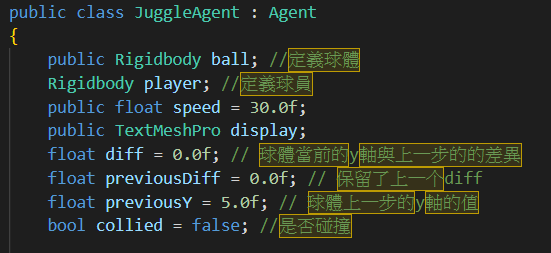 public class JuggleAgent : Agent
{
public Rigidbody ball; //定義球體
Rigidbody player; //定義球員
public float speed = 30.0f;
public TextMeshPro display;
float diff = 0.0f; // 球體當前的y軸與上一步的的差異
float previousDiff = 0.0f; // 保留了上一个diff
float previousY = 5.0f; // 球體上一步的y軸的值
bool collied = false; //是否碰撞